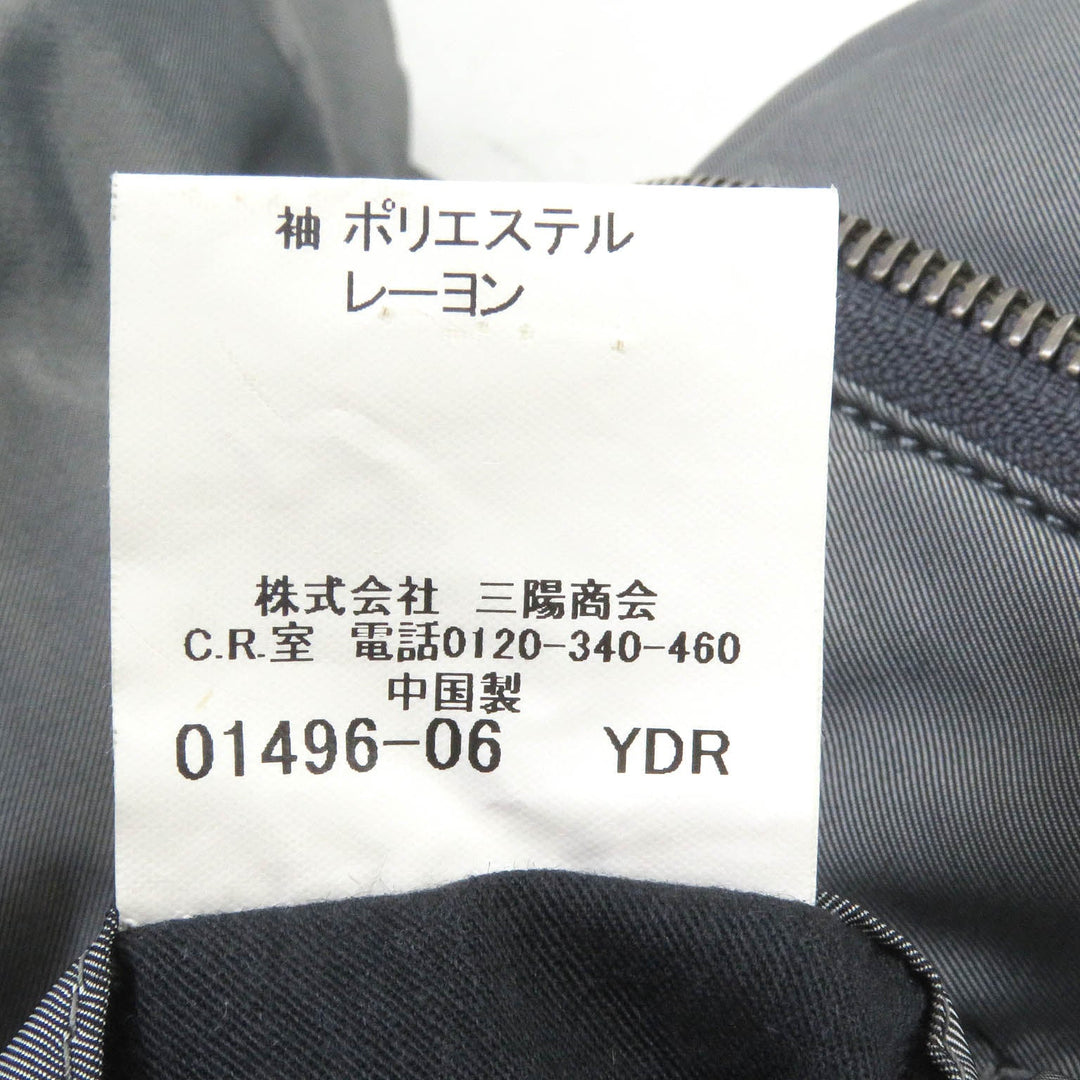 袖 ポリエステル
レーヨン
株式会社 三陽商会
C.R.室 電話0120-340-460
中国製
01496-06 YDR